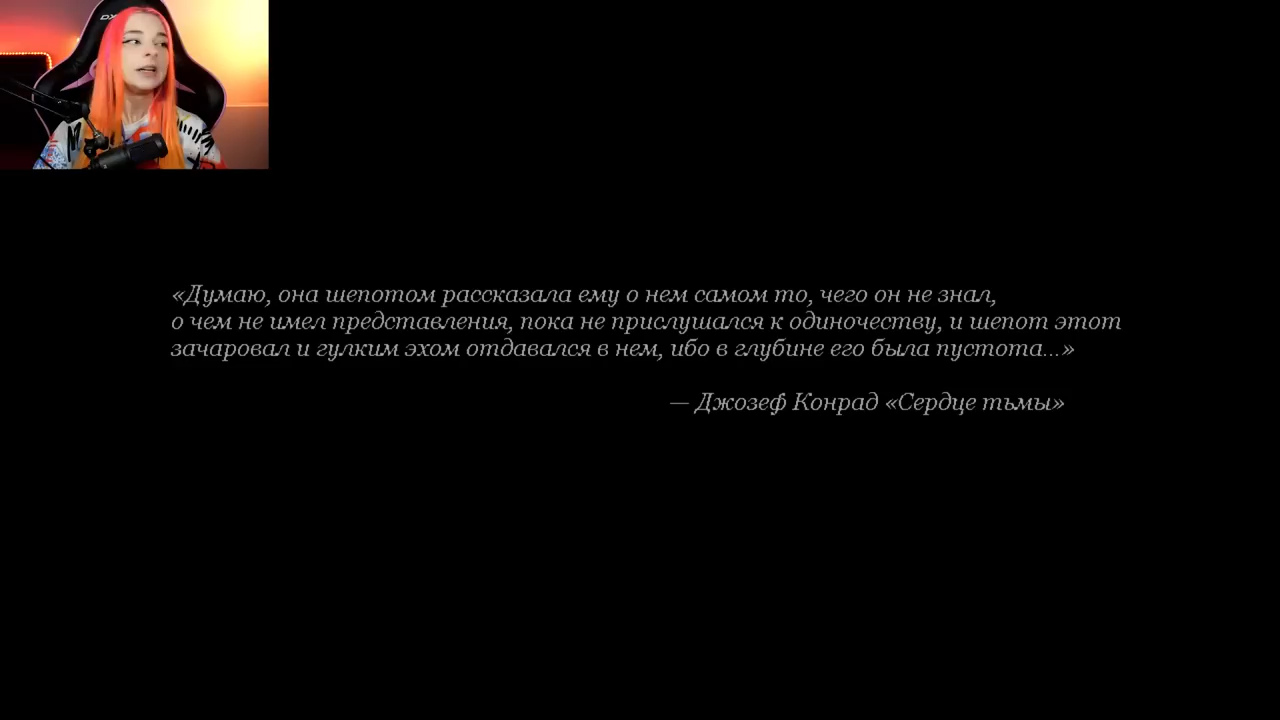 DX
«Думаю, она шепотом рассказала ему о нем самом то, чего он не знал,
о чем не имел представления, пока не прислушался к одиночеству, и шепот этот
зачаровал и гулким эхом отдавался в нем, ибо в глубине его была пустота...»
— Джозеф Конрад «Сердце тьмы»